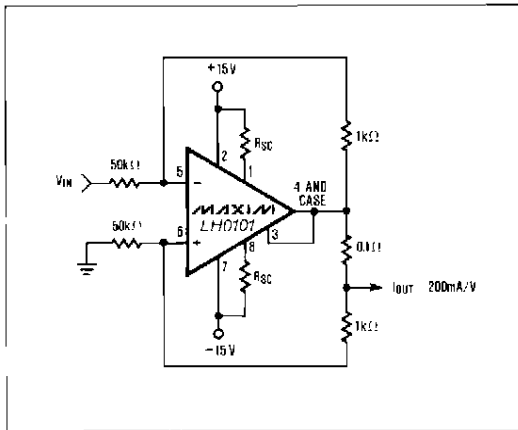 +15V
RSC
1kΩ
50kΩ
2
1
VIN
5
−
4 AND
CASE
MAXIM
LH0101
3
50kΩ
6
+
8
0.1Ω
7
RSC
IOUT 200mA/V
1kΩ
−15V